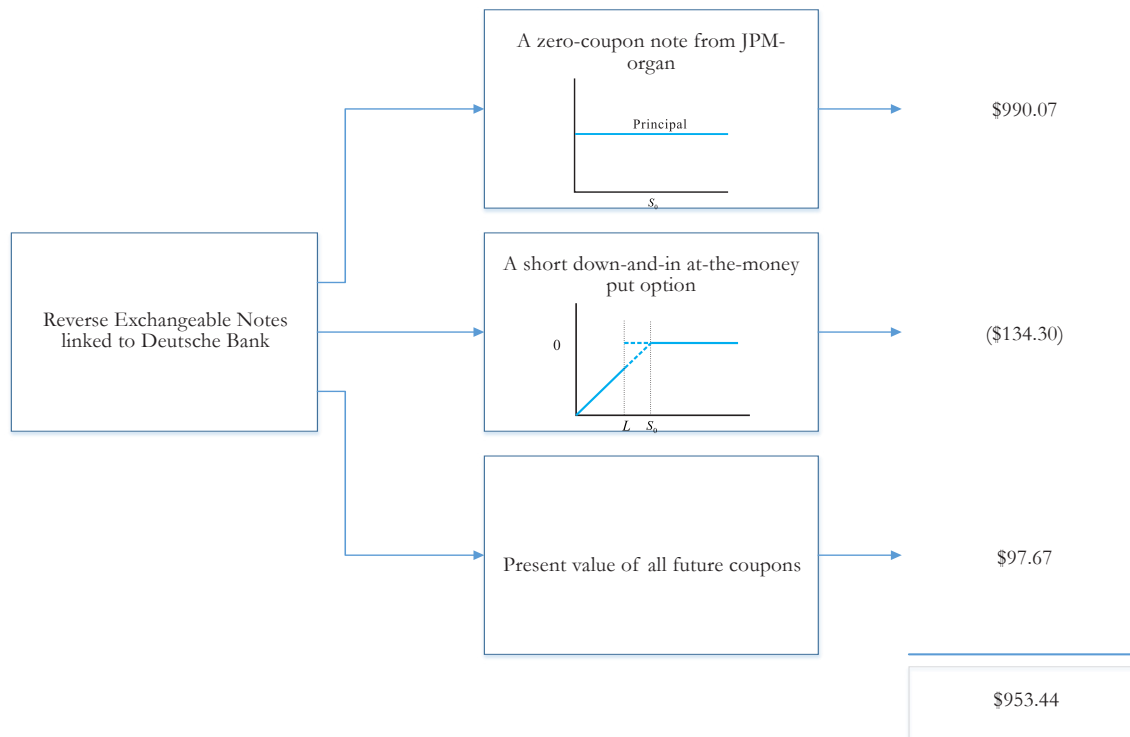 A zero-coupon note from JPM-
organ
Principal
S₀
$990.07
Reverse Exchangeable Notes
linked to Deutsche Bank
A short down-and-in at-the-money
put option
0
L S₀
($134.30)
Present value of all future coupons
$97.67
$953.44